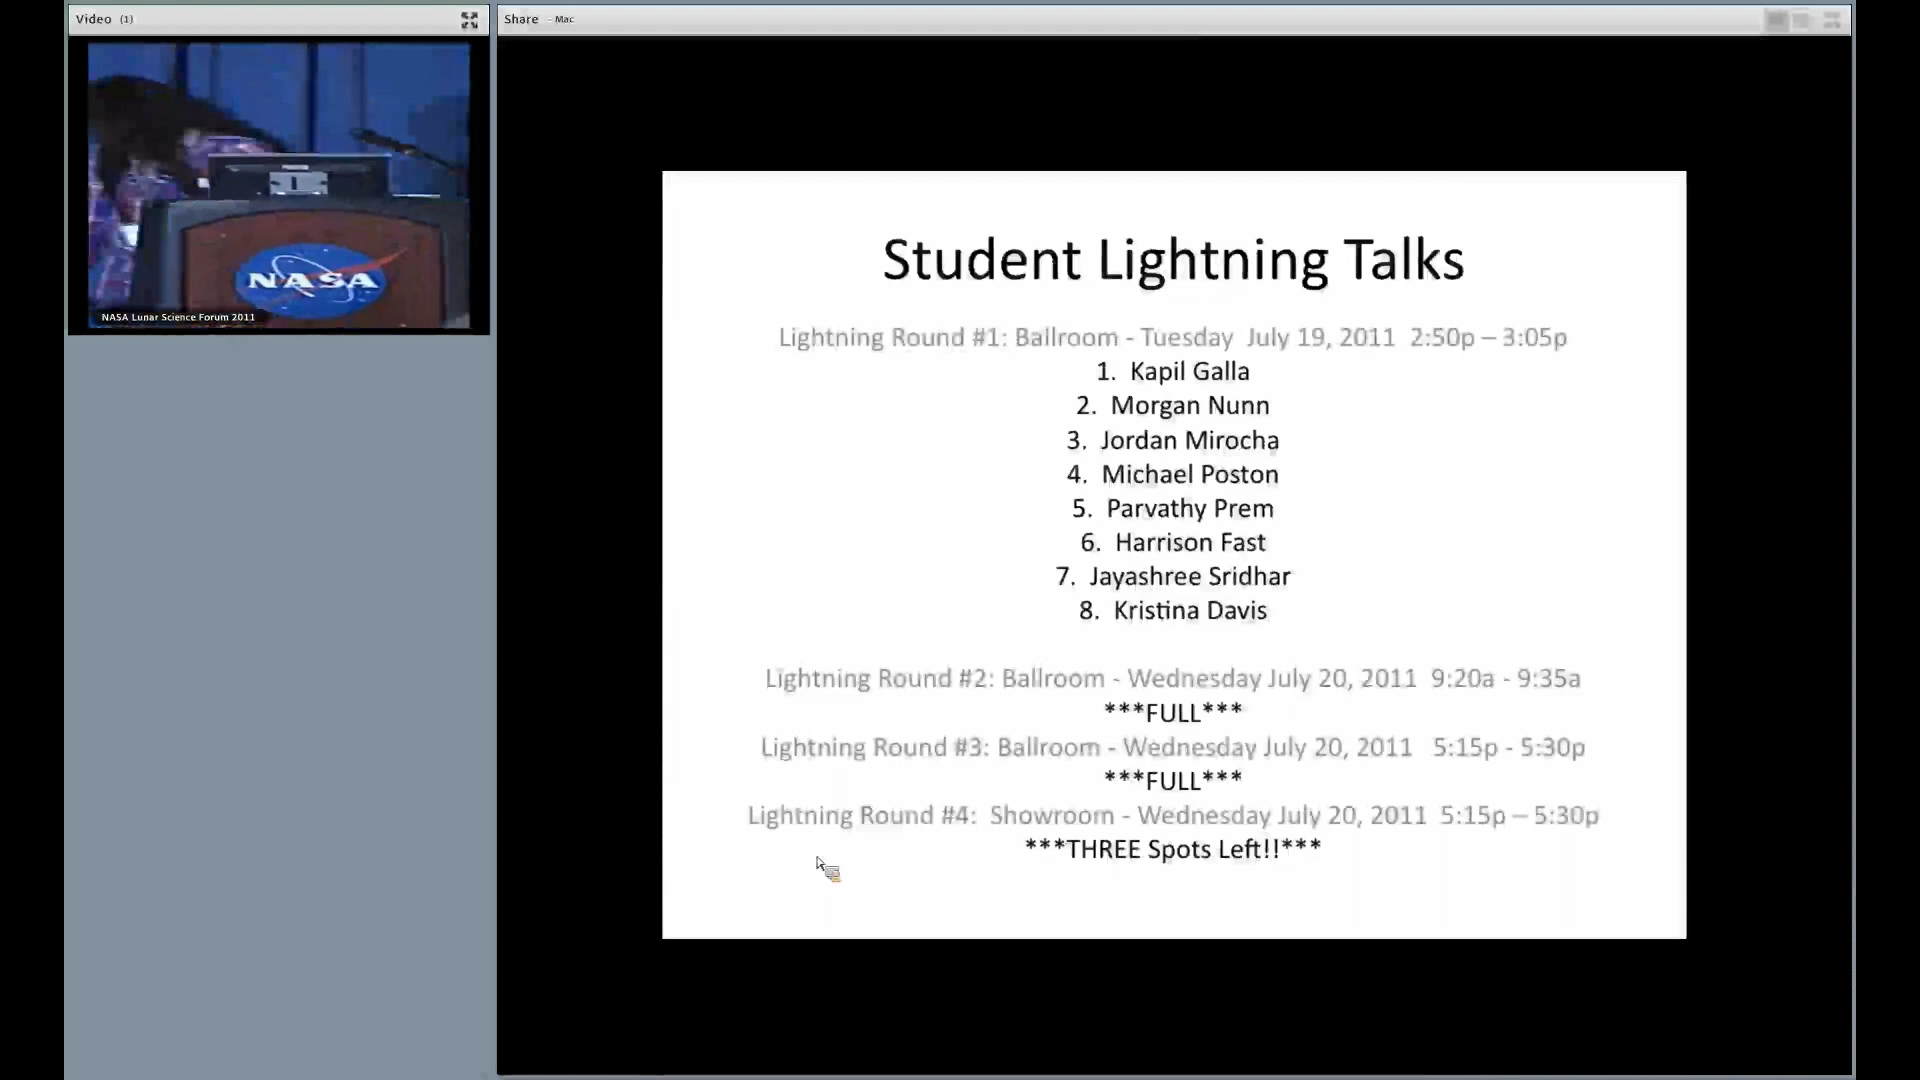 Video (1)
Share - Mac
NASA
NASA Lunar Science Forum 2011
Student Lightning Talks
Lightning Round #1: Ballroom - Tuesday July 19, 2011 2:50p – 3:05p
1. Kapil Galla
2. Morgan Nunn
3. Jordan Mirocha
4. Michael Poston
5. Parvathy Prem
6. Harrison Fast
7. Jayashree Sridhar
8. Kristina Davis
Lightning Round #2: Ballroom - Wednesday July 20, 2011 9:20a - 9:35a
***FULL***
Lightning Round #3: Ballroom - Wednesday July 20, 2011 5:15p - 5:30p
***FULL***
Lightning Round #4: Showroom - Wednesday July 20, 2011 5:15p – 5:30p
***THREE Spots Left!!***